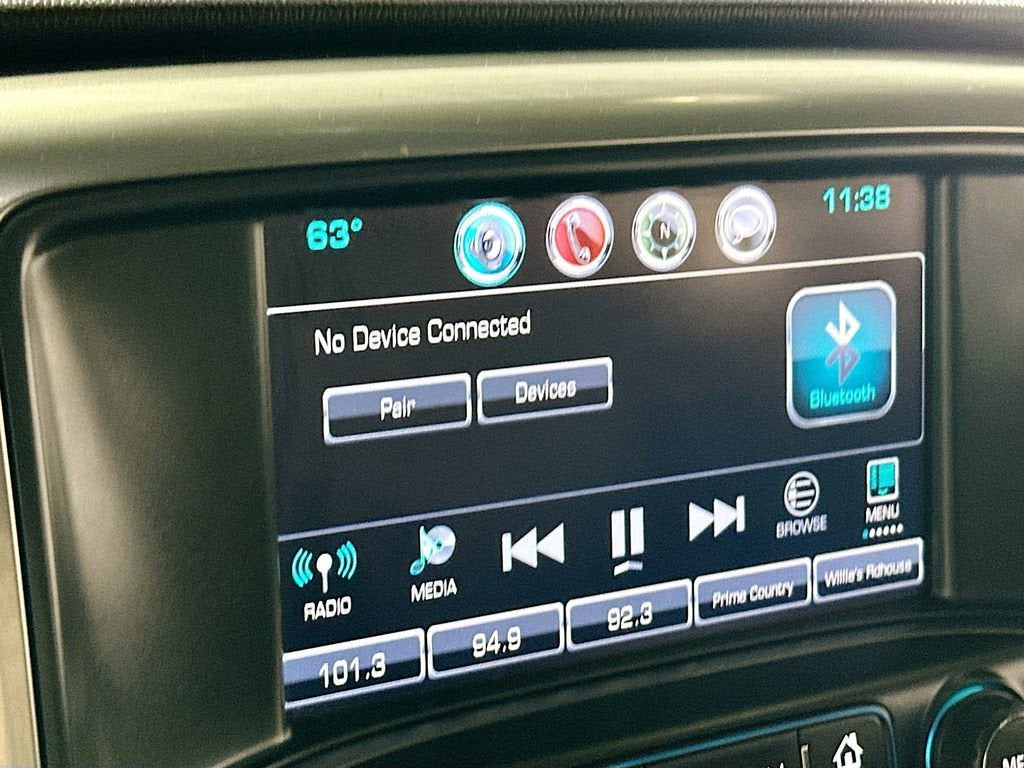 63°
N
11:38
No Device Connected
Pair
Devices
Bluetooth
RADIO
MEDIA
BROWSE
MENU
101.3
94.9
92.3
Prime Country
Willie's Rdhouse